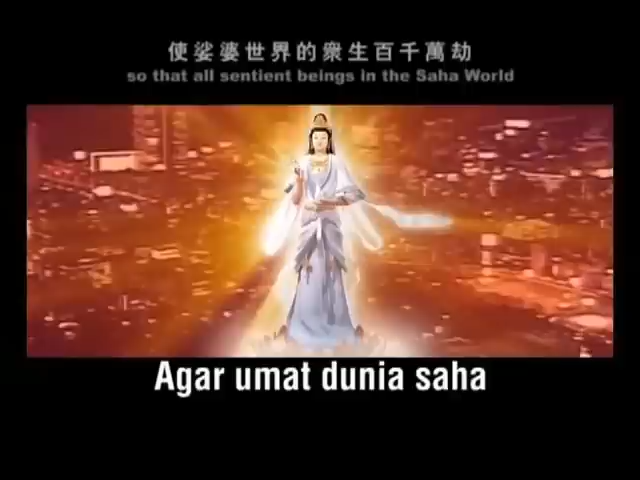 使娑婆世界的衆生百千萬劫
so that all sentient beings in the Saha World
Agar umat dunia saha